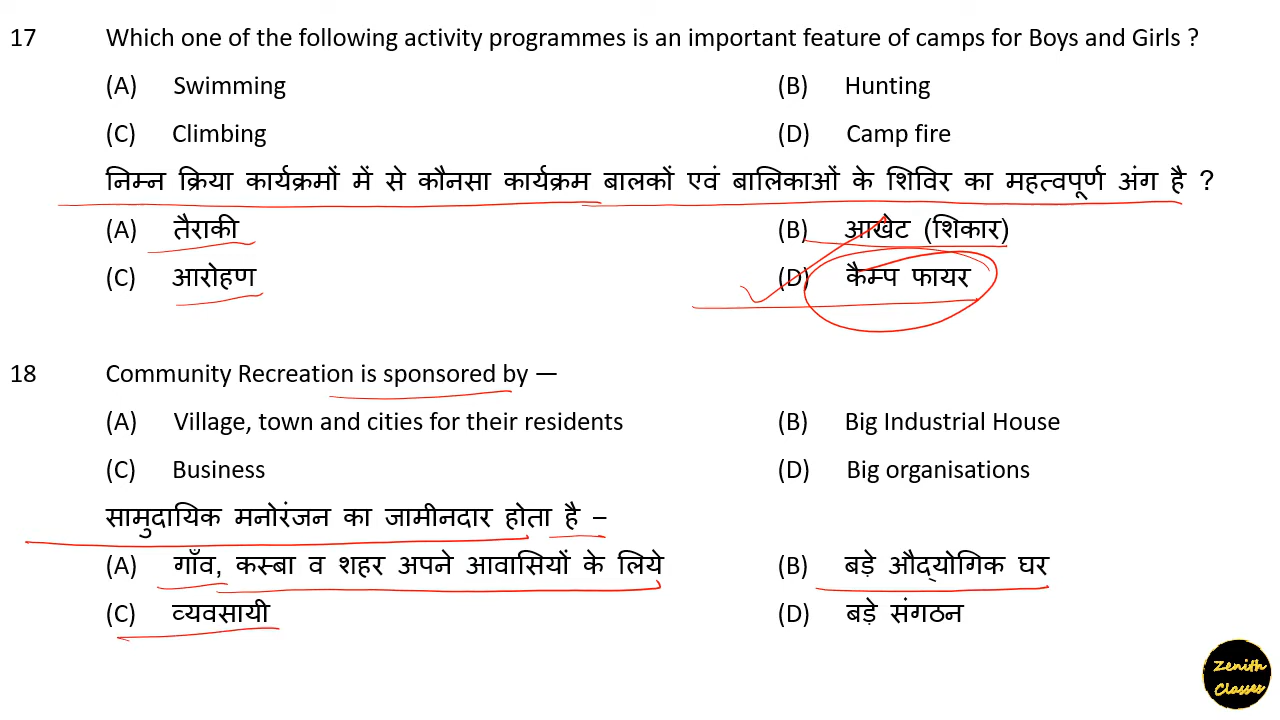 17 Which one of the following activity programmes is an important feature of camps for Boys and Girls ?
(A) Swimming (B) Hunting
(C) Climbing (D) Camp fire
निम्न क्रिया कार्यक्रमों में से कौनसा कार्यक्रम बालकों एवं बालिकाओं के शिविर का महत्वपूर्ण अंग है ?
(A) तैराकी (B) आखेट (शिकार)
(C) आरोहण (D) कैम्प फायर
18 Community Recreation is sponsored by —
(A) Village, town and cities for their residents (B) Big Industrial House
(C) Business (D) Big organisations
सामुदायिक मनोरंजन का जामीनदार होता है –
(A) गाँव, कस्बा व शहर अपने आवासियों के लिये (B) बड़े औद्योगिक घर
(C) व्यवसायी (D) बड़े संगठन
Zenith
Classes